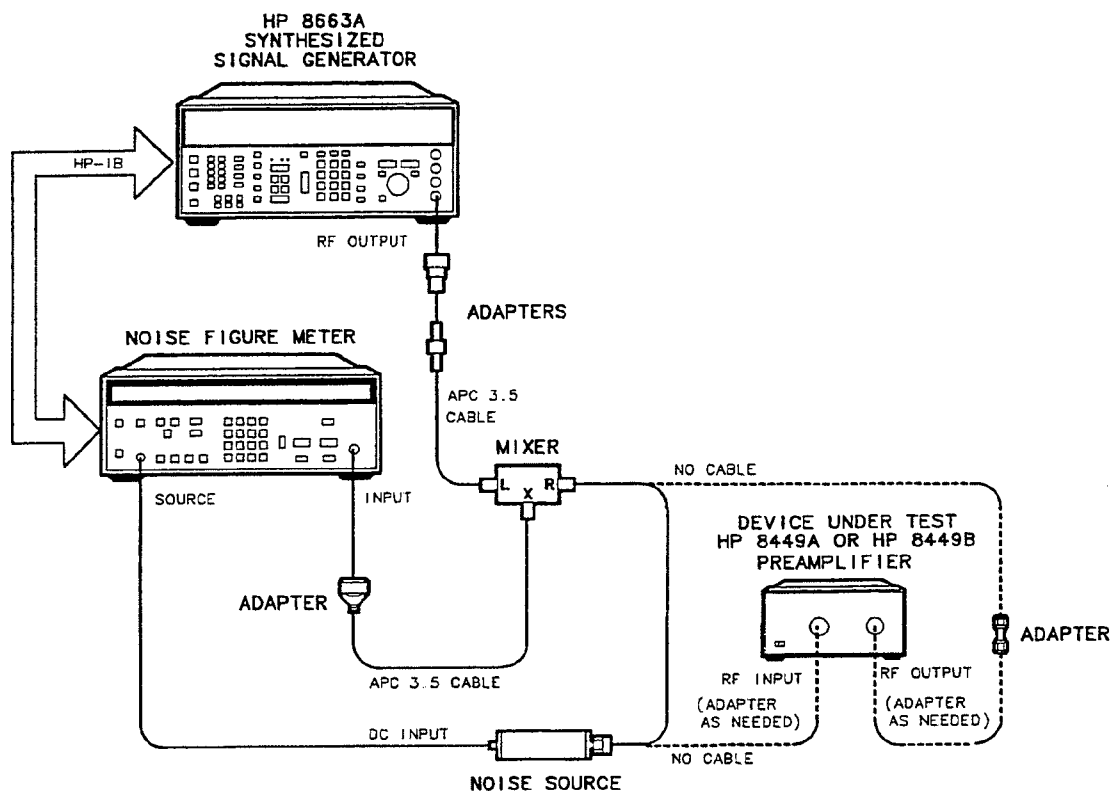 HP 8663A
SYNTHESIZED
SIGNAL GENERATOR
HP-IB
RF OUTPUT
ADAPTERS
NOISE FIGURE METER
APC 3.5
CABLE
MIXER
L
R
X
NO CABLE
SOURCE
INPUT
DEVICE UNDER TEST
HP 8449A OR HP 8449B
PREAMPLIFIER
ADAPTER
ADAPTER
RF INPUT
RF OUTPUT
(ADAPTER
AS NEEDED)
(ADAPTER
AS NEEDED)
APC 3.5 CABLE
DC INPUT
NO CABLE
NOISE SOURCE